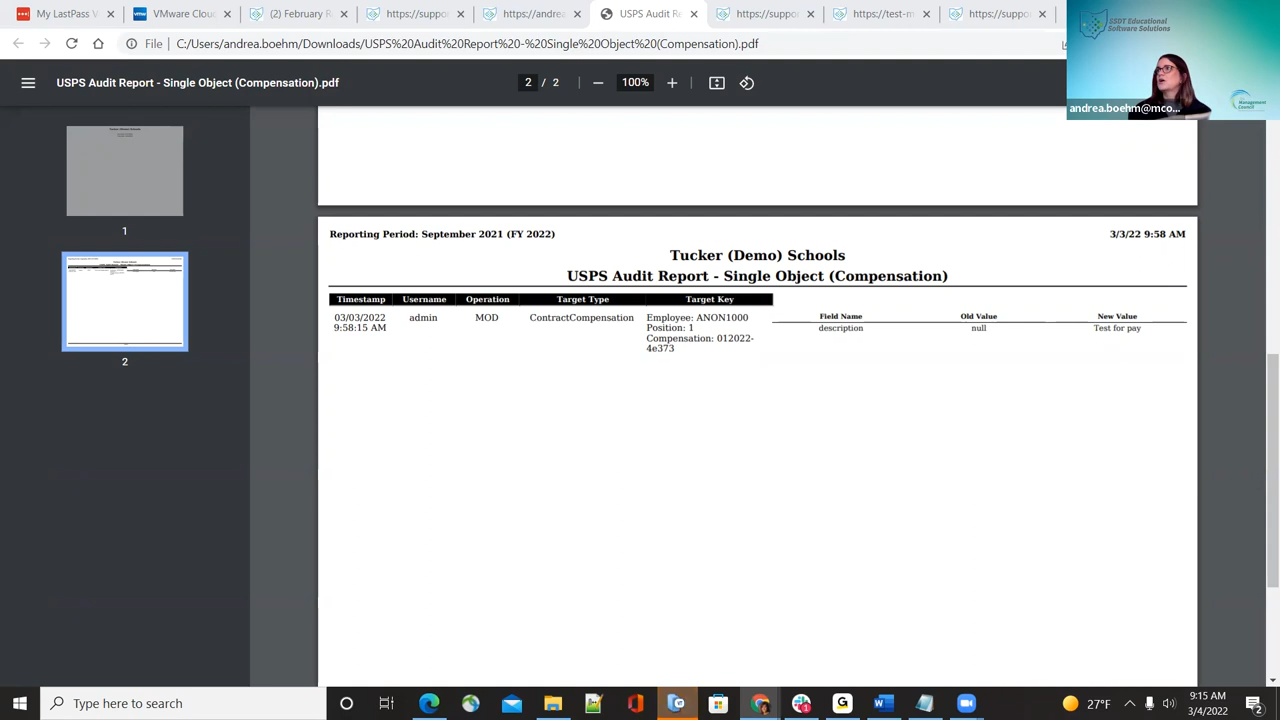 My LastPass V
VMware Cloud
(2) February R
https://suppo
https://andre
USPS Audit Re
https://suppo
https://test-m
https://suppo
File C:/Users/andrea.boehm/Downloads/USPS%20Audit%20Report%20-%20Single%20Object%20(Compensation).pdf
USPS Audit Report - Single Object (Compensation).pdf
2 / 2
100%
SSDT Educational
Software Solutions
Management
Council
andrea.boehm@mco...
1
2
Reporting Period: September 2021 (FY 2022)
3/3/22 9:58 AM
Tucker (Demo) Schools
USPS Audit Report - Single Object (Compensation)
Timestamp Username Operation Target Type Target Key
03/03/2022 admin MOD ContractCompensation Employee: ANON1000
9:58:15 AM Position: 1
Compensation: 012022-
4e373
Field Name Old Value New Value
description null Test for pay
Type here to search
27°F
9:15 AM
3/4/2022